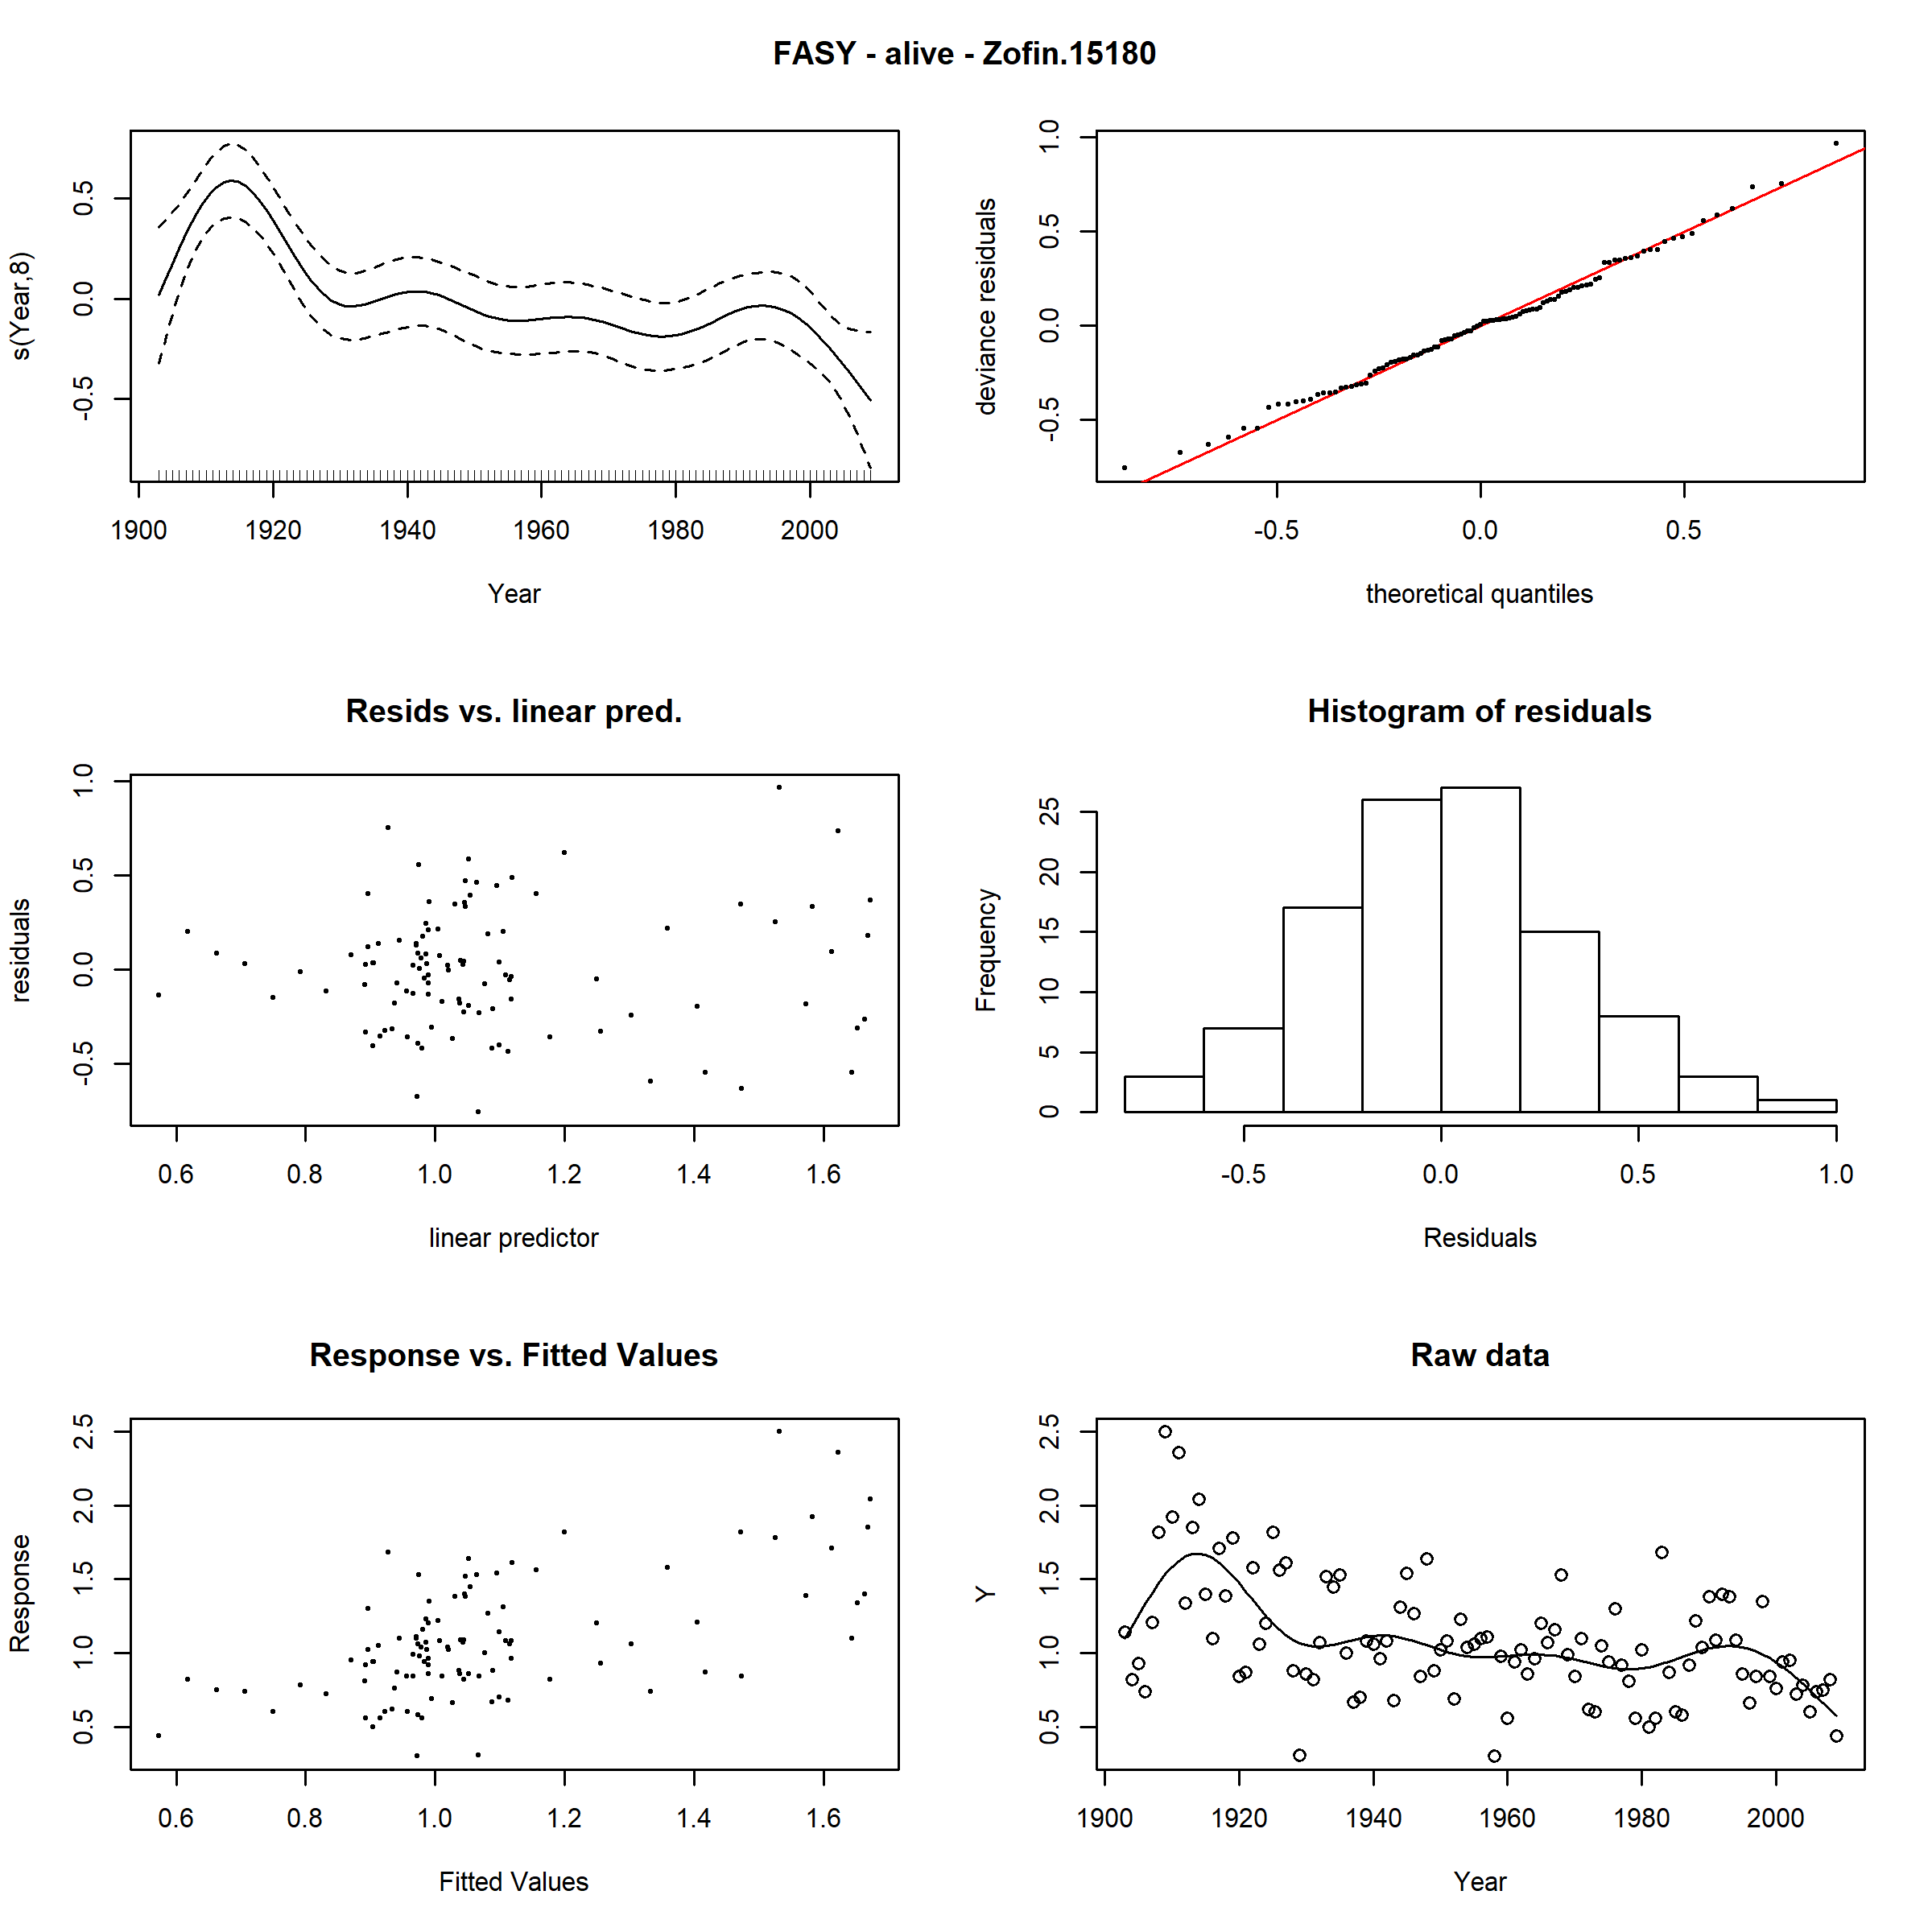 FASY - alive - Zofin.15180
s(Year,8)
0.5
0.0
-0.5
1900 1920 1940 1960 1980 2000
Year
deviance residuals
1.0
0.5
0.0
-0.5
-0.5 0.0 0.5
theoretical quantiles
Resids vs. linear pred.
residuals
1.0
0.5
0.0
-0.5
0.6 0.8 1.0 1.2 1.4 1.6
linear predictor
Histogram of residuals
Frequency
25
20
15
10
5
0
-0.5 0.0 0.5 1.0
Residuals
Response vs. Fitted Values
Response
2.5
2.0
1.5
1.0
0.5
0.6 0.8 1.0 1.2 1.4 1.6
Fitted Values
Raw data
Y
2.5
2.0
1.5
1.0
0.5
1900 1920 1940 1960 1980 2000
Year